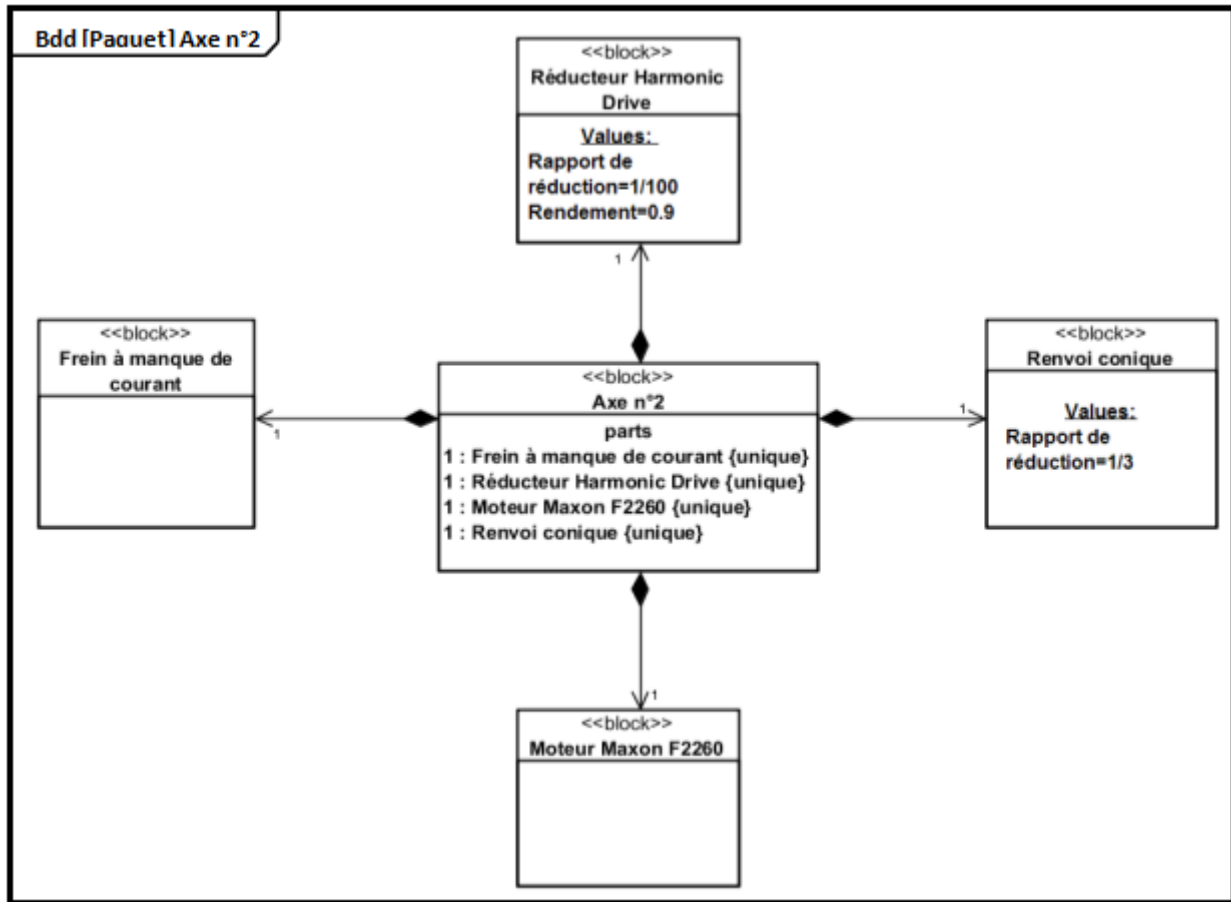 Bdd [Paquet] Axe n°2
<<block>>
Réducteur Harmonic
Drive
Values:
Rapport de
réduction=1/100
Rendement=0.9
1
<<block>>
Frein à manque de
courant
1
<<block>>
Axe n°2
parts
1 : Frein à manque de courant {unique}
1 : Réducteur Harmonic Drive {unique}
1 : Moteur Maxon F2260 {unique}
1 : Renvoi conique {unique}
1
<<block>>
Renvoi conique
Values:
Rapport de
réduction=1/3
1
<<block>>
Moteur Maxon F2260